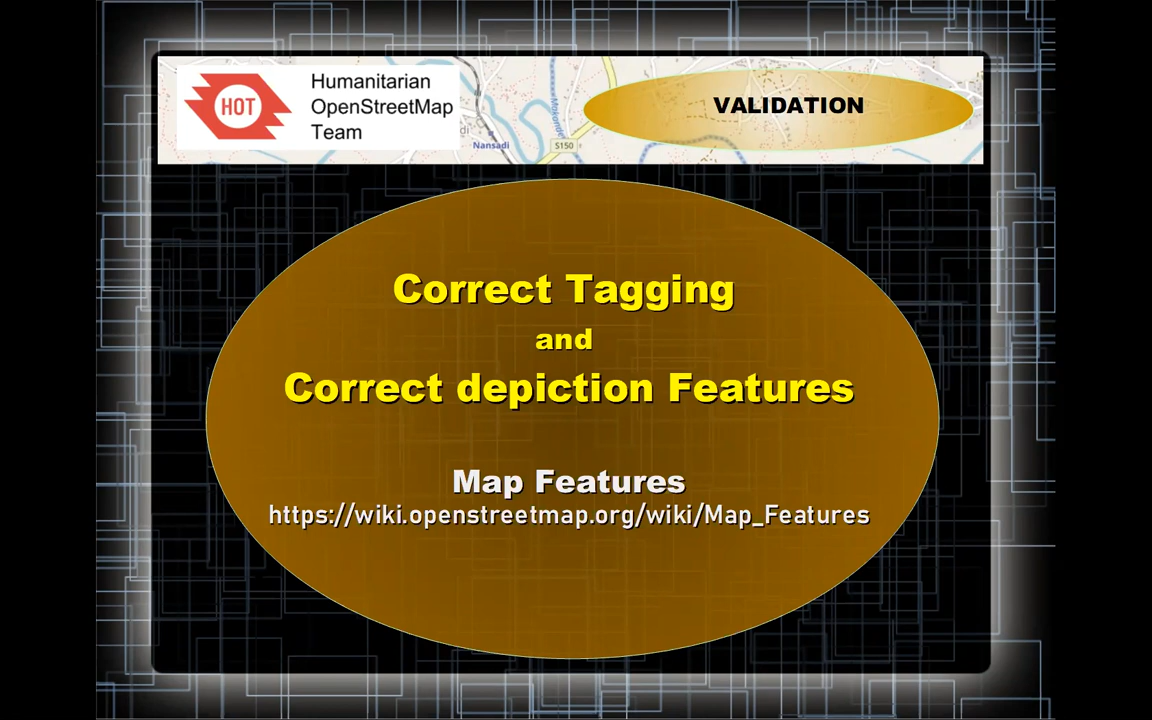 HOT
Humanitarian
OpenStreetMap
Team
Nansadi
S150
Makonde
VALIDATION
Correct Tagging
and
Correct depiction Features
Map Features
https://wiki.openstreetmap.org/wiki/Map_Features